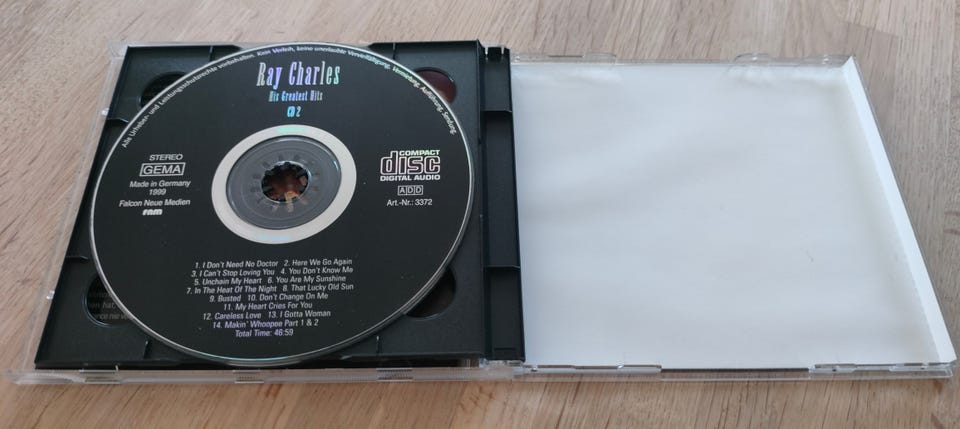 Alle Urheber- und Leistungsschutzrechte vorbehalten. Kein Verleih, keine unerlaubte Vervielfältigung, Vermietung, Aufführung, Sendung.
Ray Charles
His Greatest Hits
CD 2
STEREO
GEMA
Made in Germany
1999
Falcon Neue Medien
fnm
COMPACT
disc
DIGITAL AUDIO
ADD
Art.-Nr.: 3372
1. I Don't Need No Doctor 2. Here We Go Again
3. I Can't Stop Loving You 4. You Don't Know Me
5. Unchain My Heart 6. You Are My Sunshine
7. In The Heat Of The Night 8. That Lucky Old Sun
9. Busted 10. Don't Change On Me
11. My Heart Cries For You
12. Careless Love 13. I Gotta Woman
14. Makin' Whoopee Part 1 & 2
Total Time: 46:59